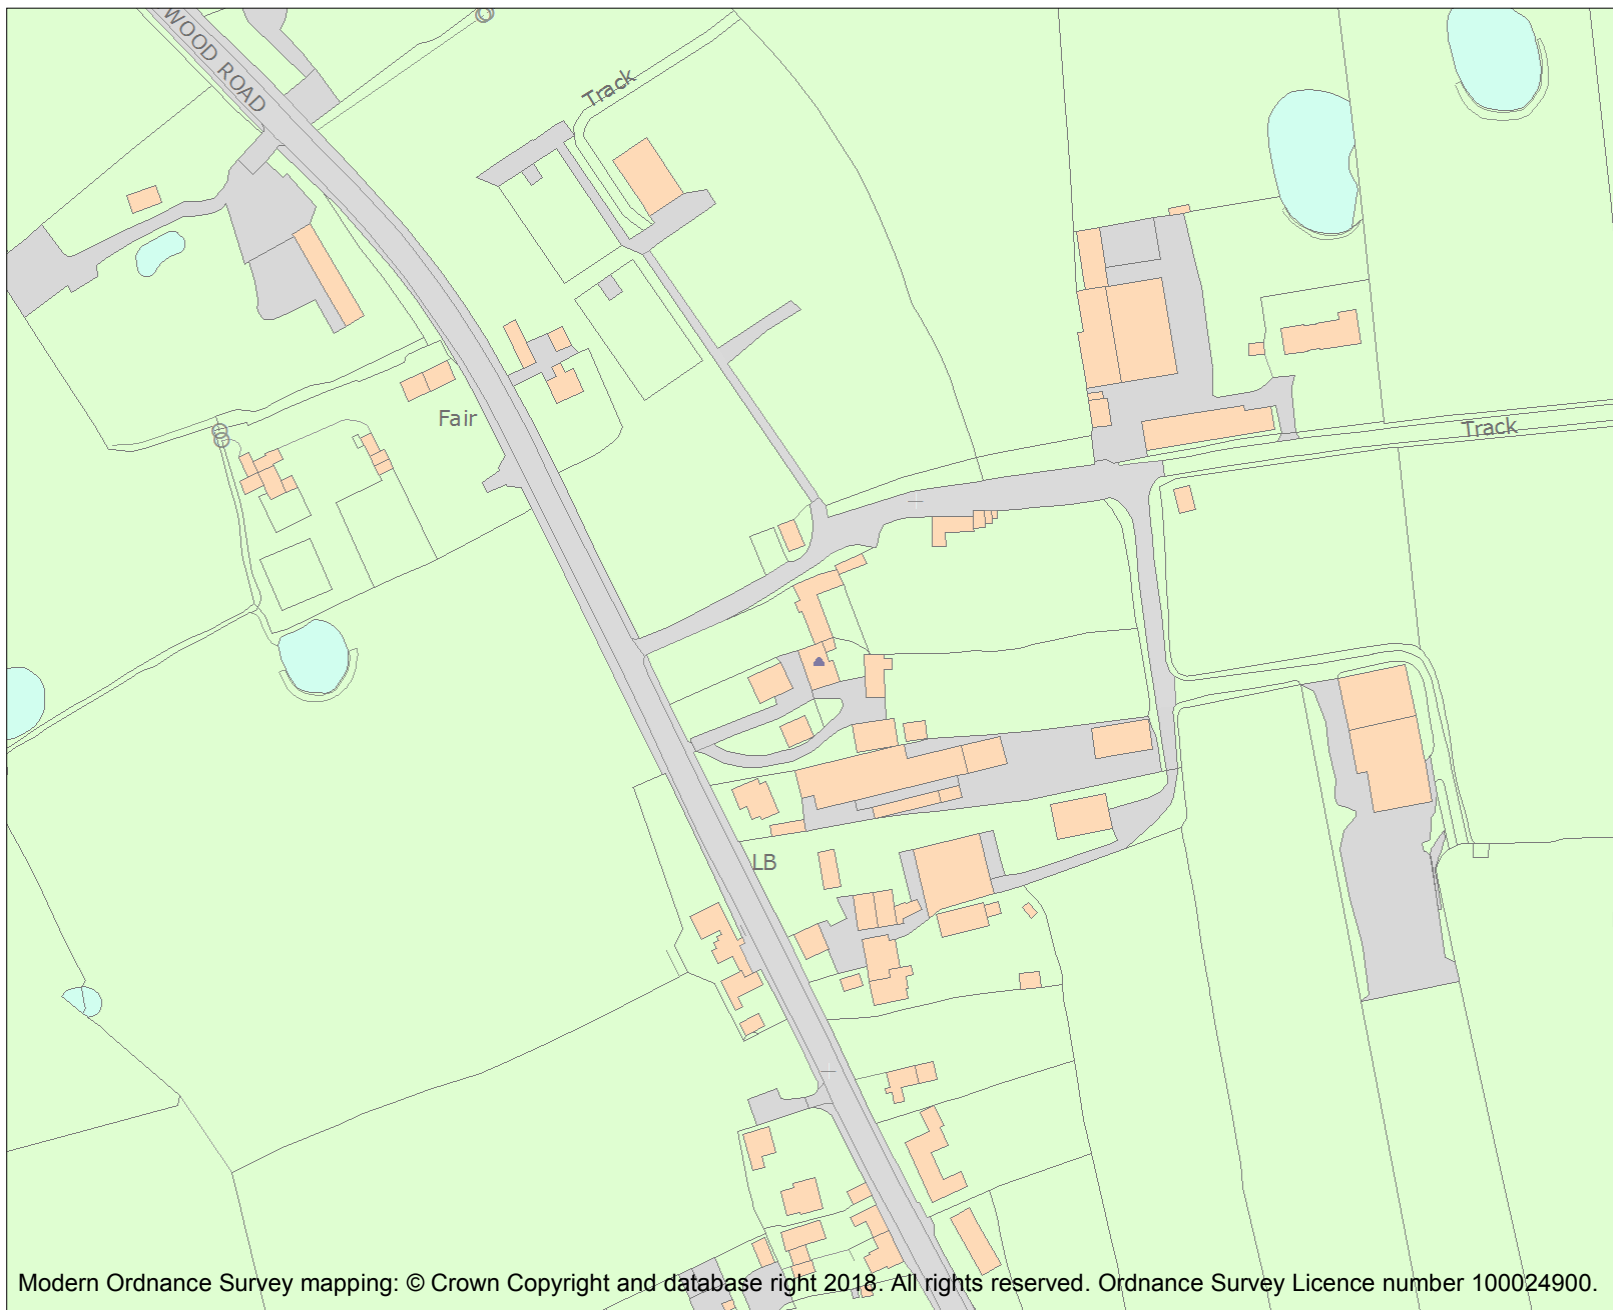 WOOD ROAD
Track
Fair
Track
LB
Modern Ordnance Survey mapping: © Crown Copyright and database right 2018. All rights reserved. Ordnance Survey Licence number 100024900.